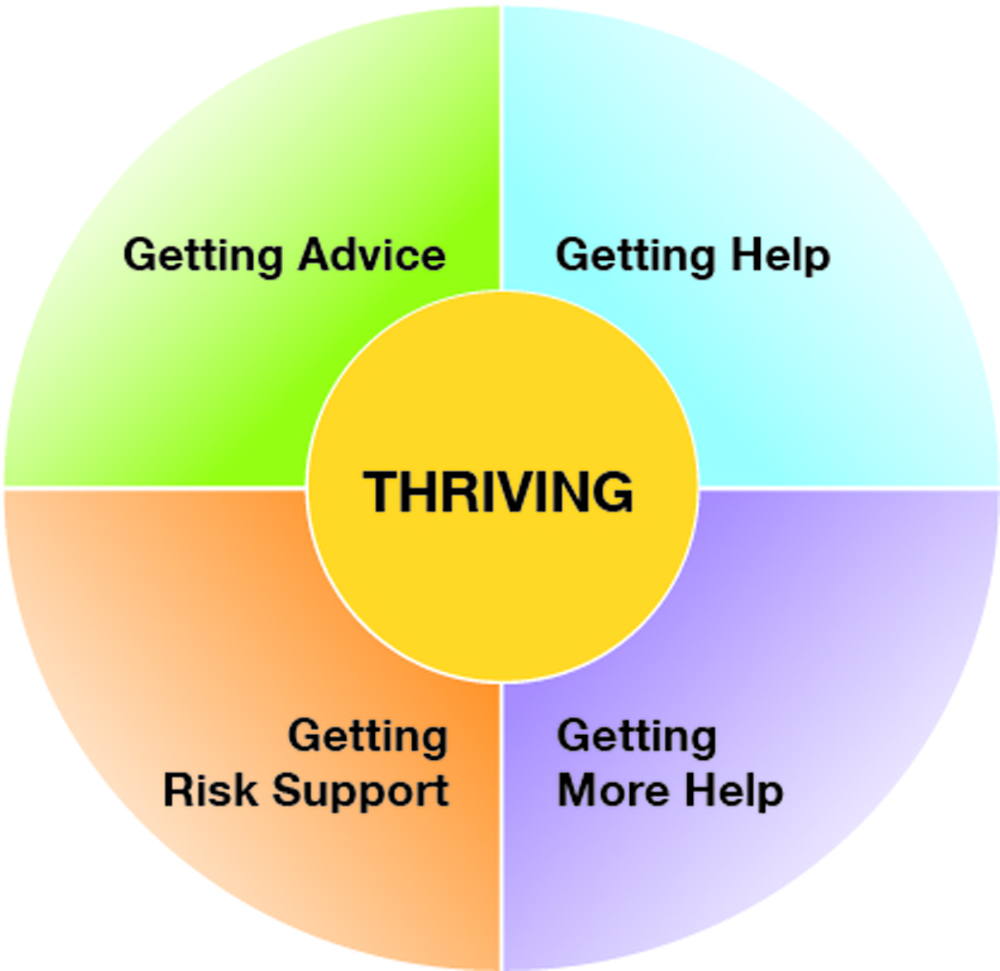 Getting Advice
Getting Help
THRIVING
Getting
Risk Support
Getting
More Help